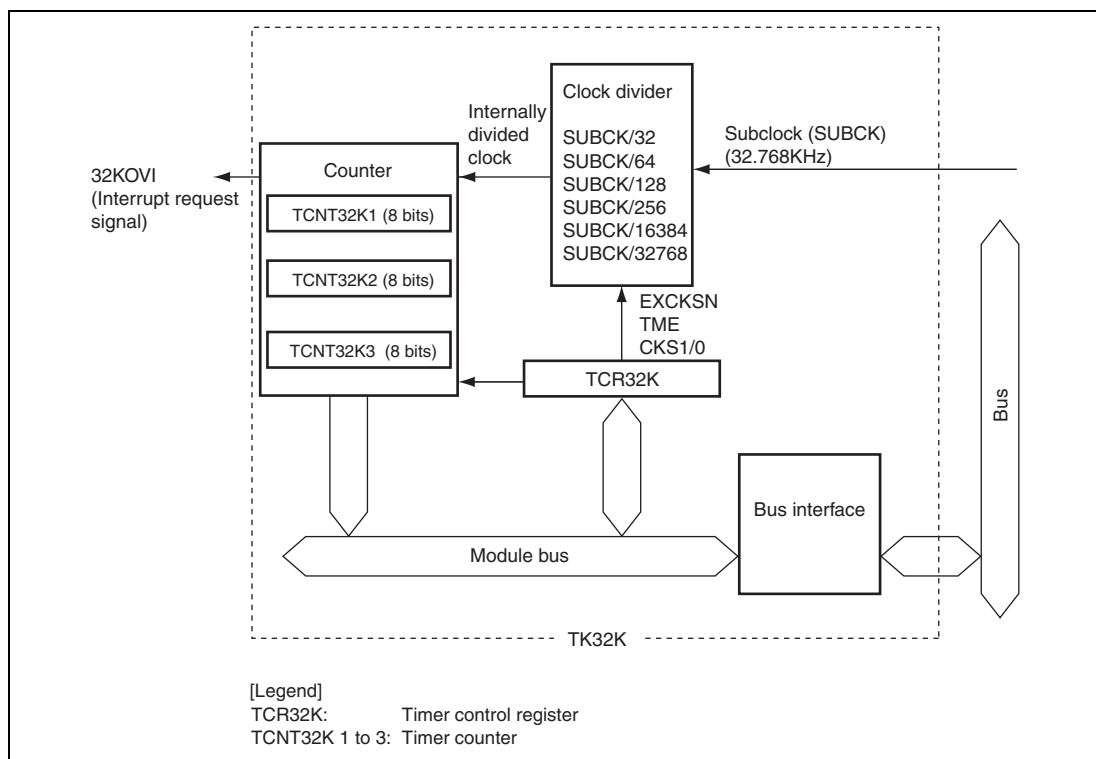 Clock divider
SUBCK/32
SUBCK/64
SUBCK/128
SUBCK/256
SUBCK/16384
SUBCK/32768
Internally
divided
clock
Subclock (SUBCK)
(32.768KHz)
32KOVI
(Interrupt request
signal)
Counter
TCNT32K1 (8 bits)
TCNT32K2 (8 bits)
TCNT32K3 (8 bits)
EXCKSN
TME
CKS1/0
TCR32K
Bus
Bus interface
Module bus
TK32K
[Legend]
TCR32K: Timer control register
TCNT32K 1 to 3: Timer counter